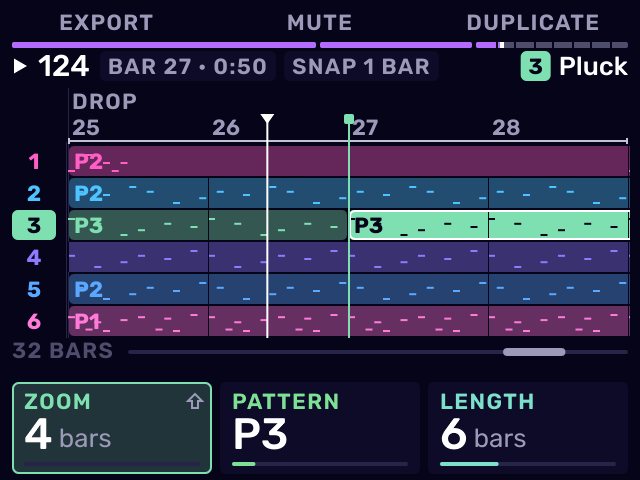 EXPORT MUTE DUPLICATE
124 BAR 27 • 0:50 SNAP 1 BAR 3 Pluck
DROP
25 26 27 28
1 P2
2 P2
3 P3 P3
4
5 P2
6 P1
32 BARS
ZOOM PATTERN LENGTH
4 bars P3 6 bars